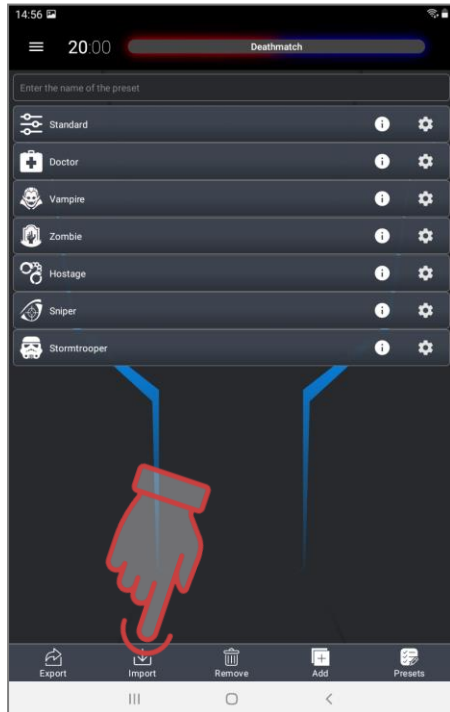 14:56
20:00
Deathmatch
Enter the name of the preset
Standard
Doctor
Vampire
Zombie
Hostage
Sniper
Stormtrooper
Export Import Remove Add Presets